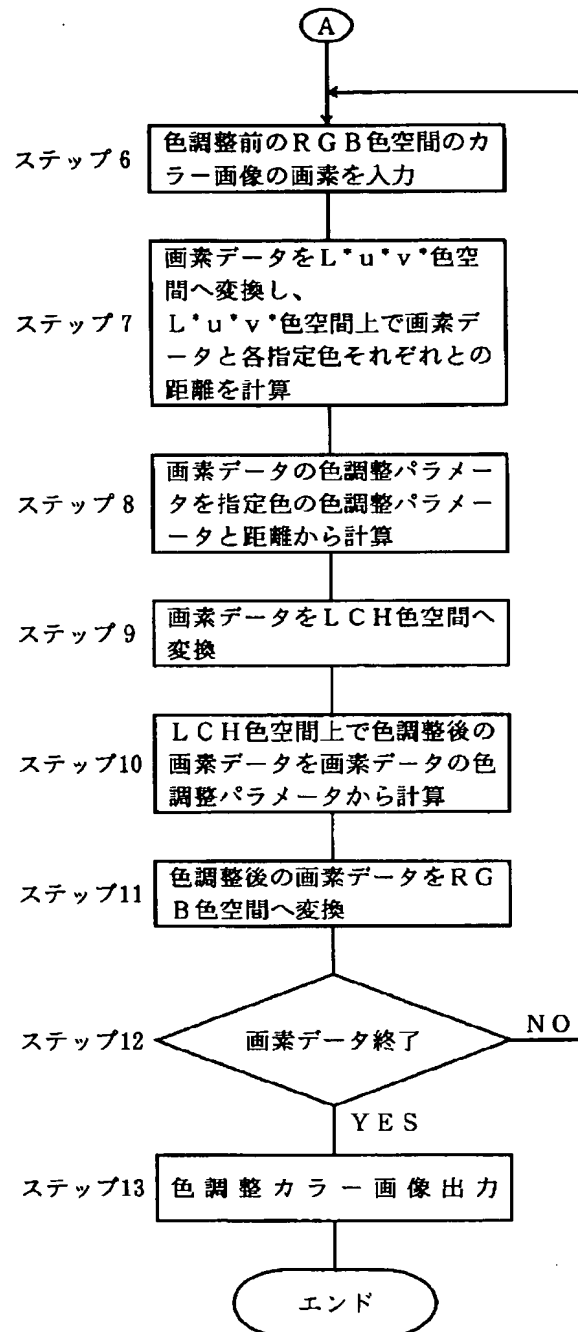 A
ステップ6
色調整前のRGB色空間のカ
ラー画像の画素を入力
ステップ7
画素データをL*u*v*色空
間へ変換し、
L*u*v*色空間上で画素デ
ータと各指定色それぞれとの
距離を計算
ステップ8
画素データの色調整パラメー
タを指定色の色調整パラメー
ータと距離から計算
ステップ9
画素データをLCH色空間へ
変換
ステップ10
LCH色空間上で色調整後の
画素データを画素データの色
調整パラメータから計算
ステップ11
色調整後の画素データをRG
B色空間へ変換
ステップ12
画素データ終了
NO
YES
ステップ13
色調整カラー画像出力
エンド